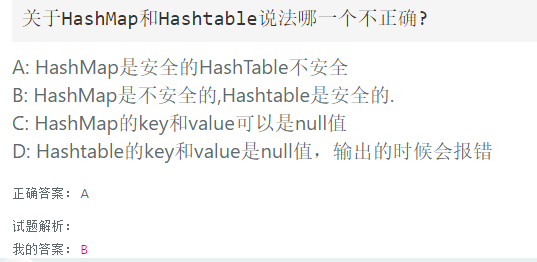 关于HashMap和Hashtable说法哪一个不正确?
A: HashMap是安全的HashTable不安全
B: HashMap是不安全的,Hashtable是安全的.
C: HashMap的key和value可以是null值
D: Hashtable的key和value是null值，输出的时候会报错
正确答案: A
试题解析:
我的答案: B